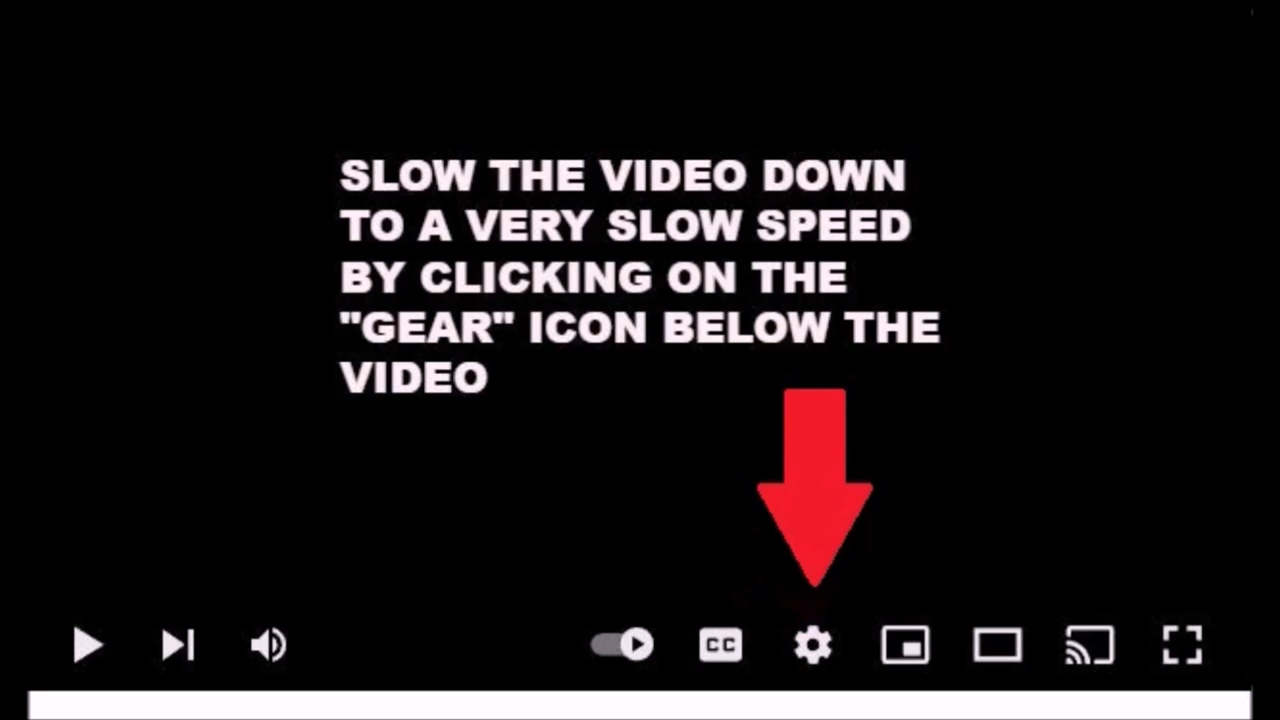 SLOW THE VIDEO DOWN
TO A VERY SLOW SPEED
BY CLICKING ON THE
"GEAR" ICON BELOW THE
VIDEO
CC